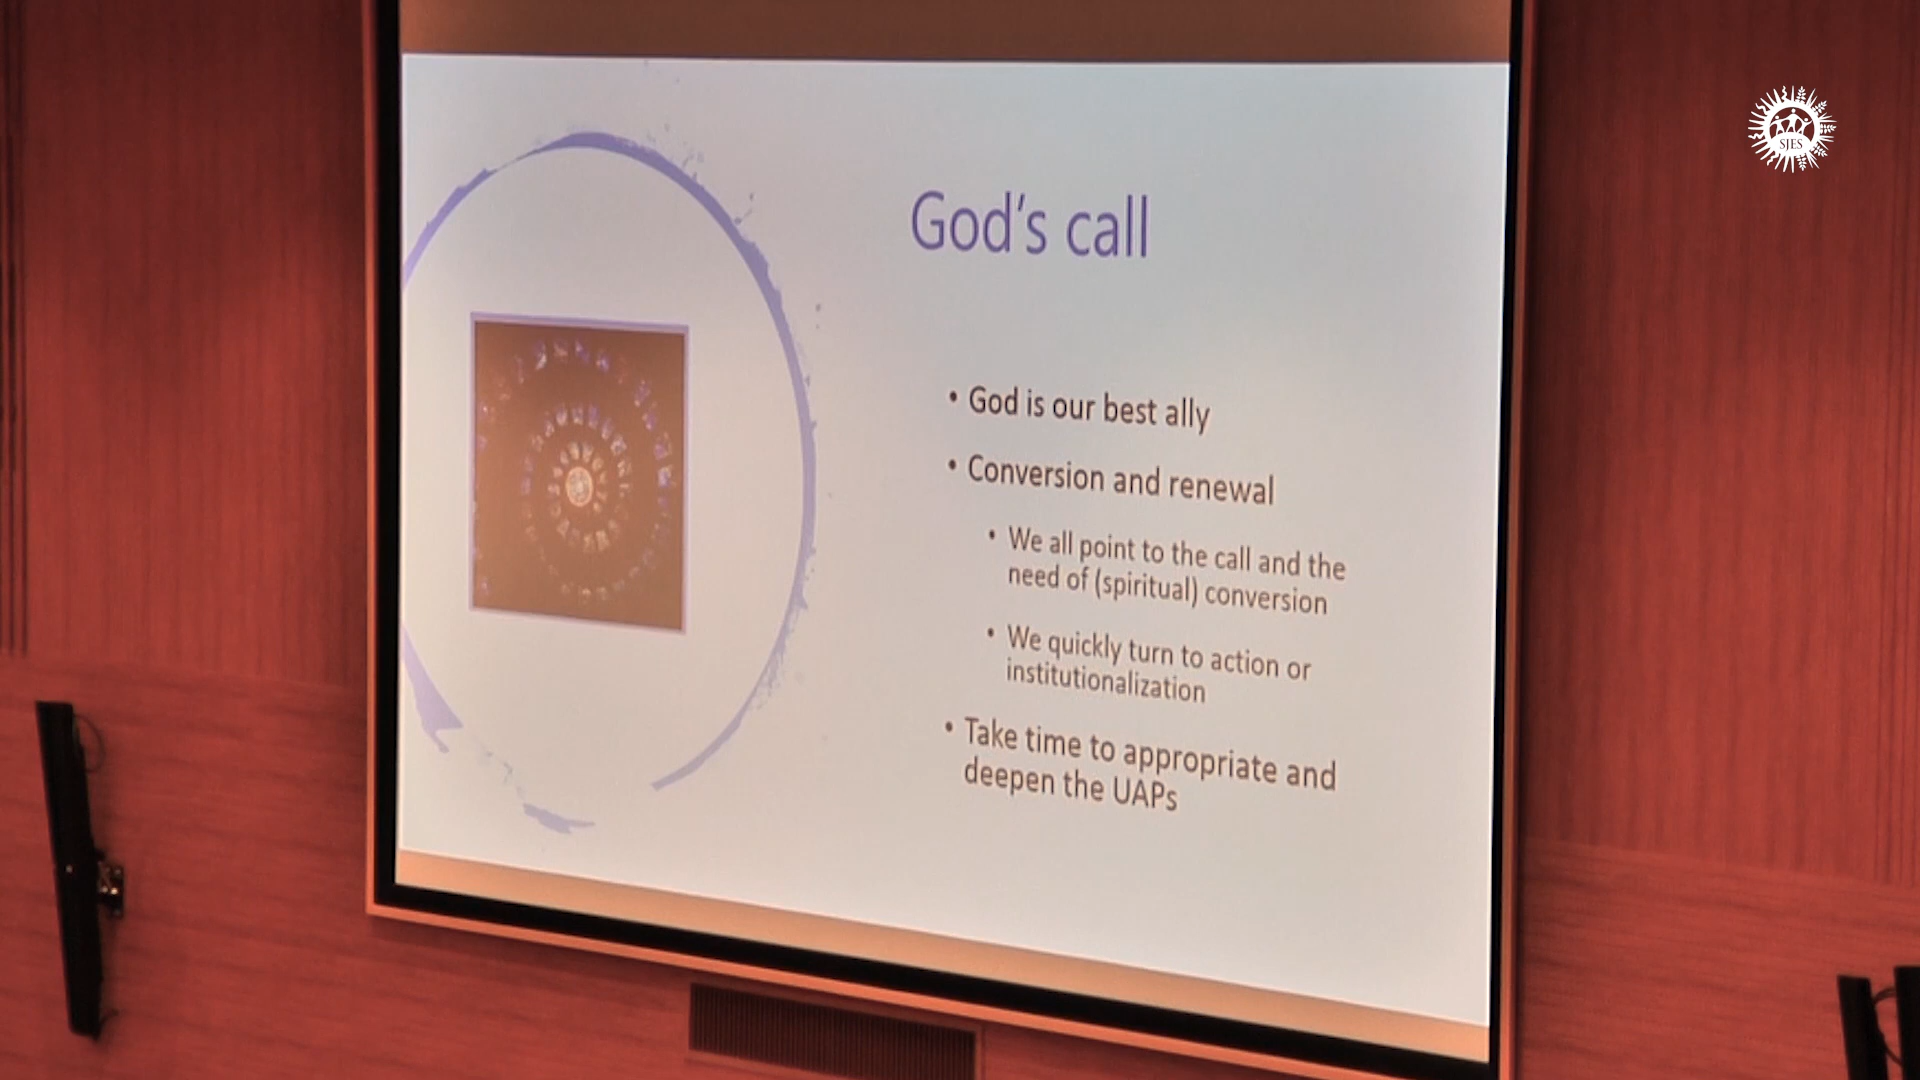 SJES
God's call
• God is our best ally
• Conversion and renewal
• We all point to the call and the
need of (spiritual) conversion
• We quickly turn to action or
institutionalization
• Take time to appropriate and
deepen the UAPs